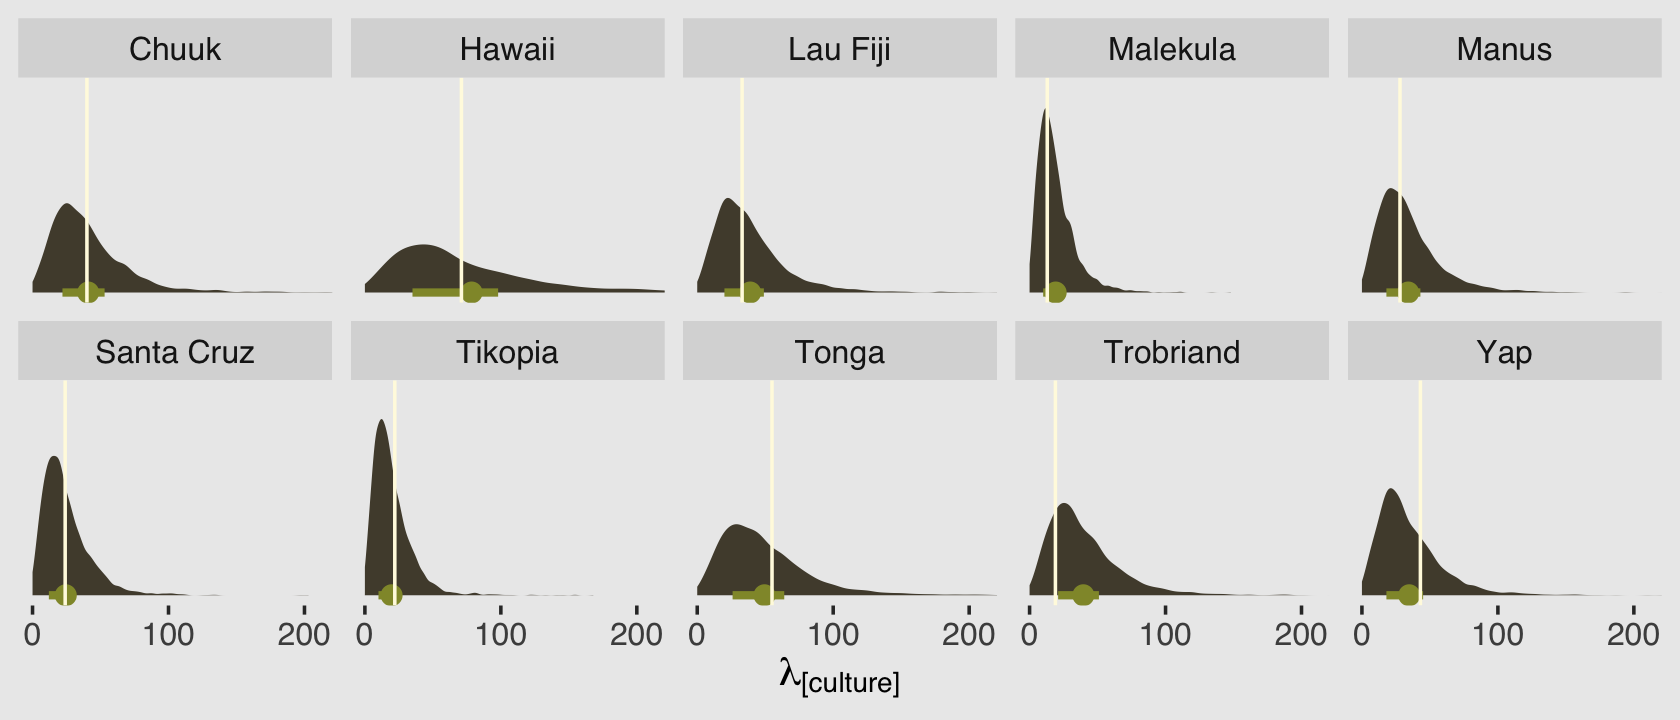 Chuuk Hawaii Lau Fiji Malekula Manus
Santa Cruz Tikopia Tonga Trobriand Yap
0 100 200 0 100 200 0 100 200 0 100 200 0 100 200
λ[culture]